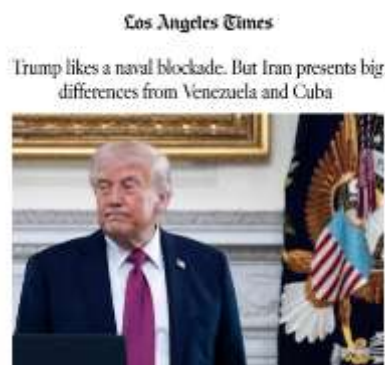 Los Angeles Times
Trump likes a naval blockade. But Iran presents big
differences from Venezuela and Cuba